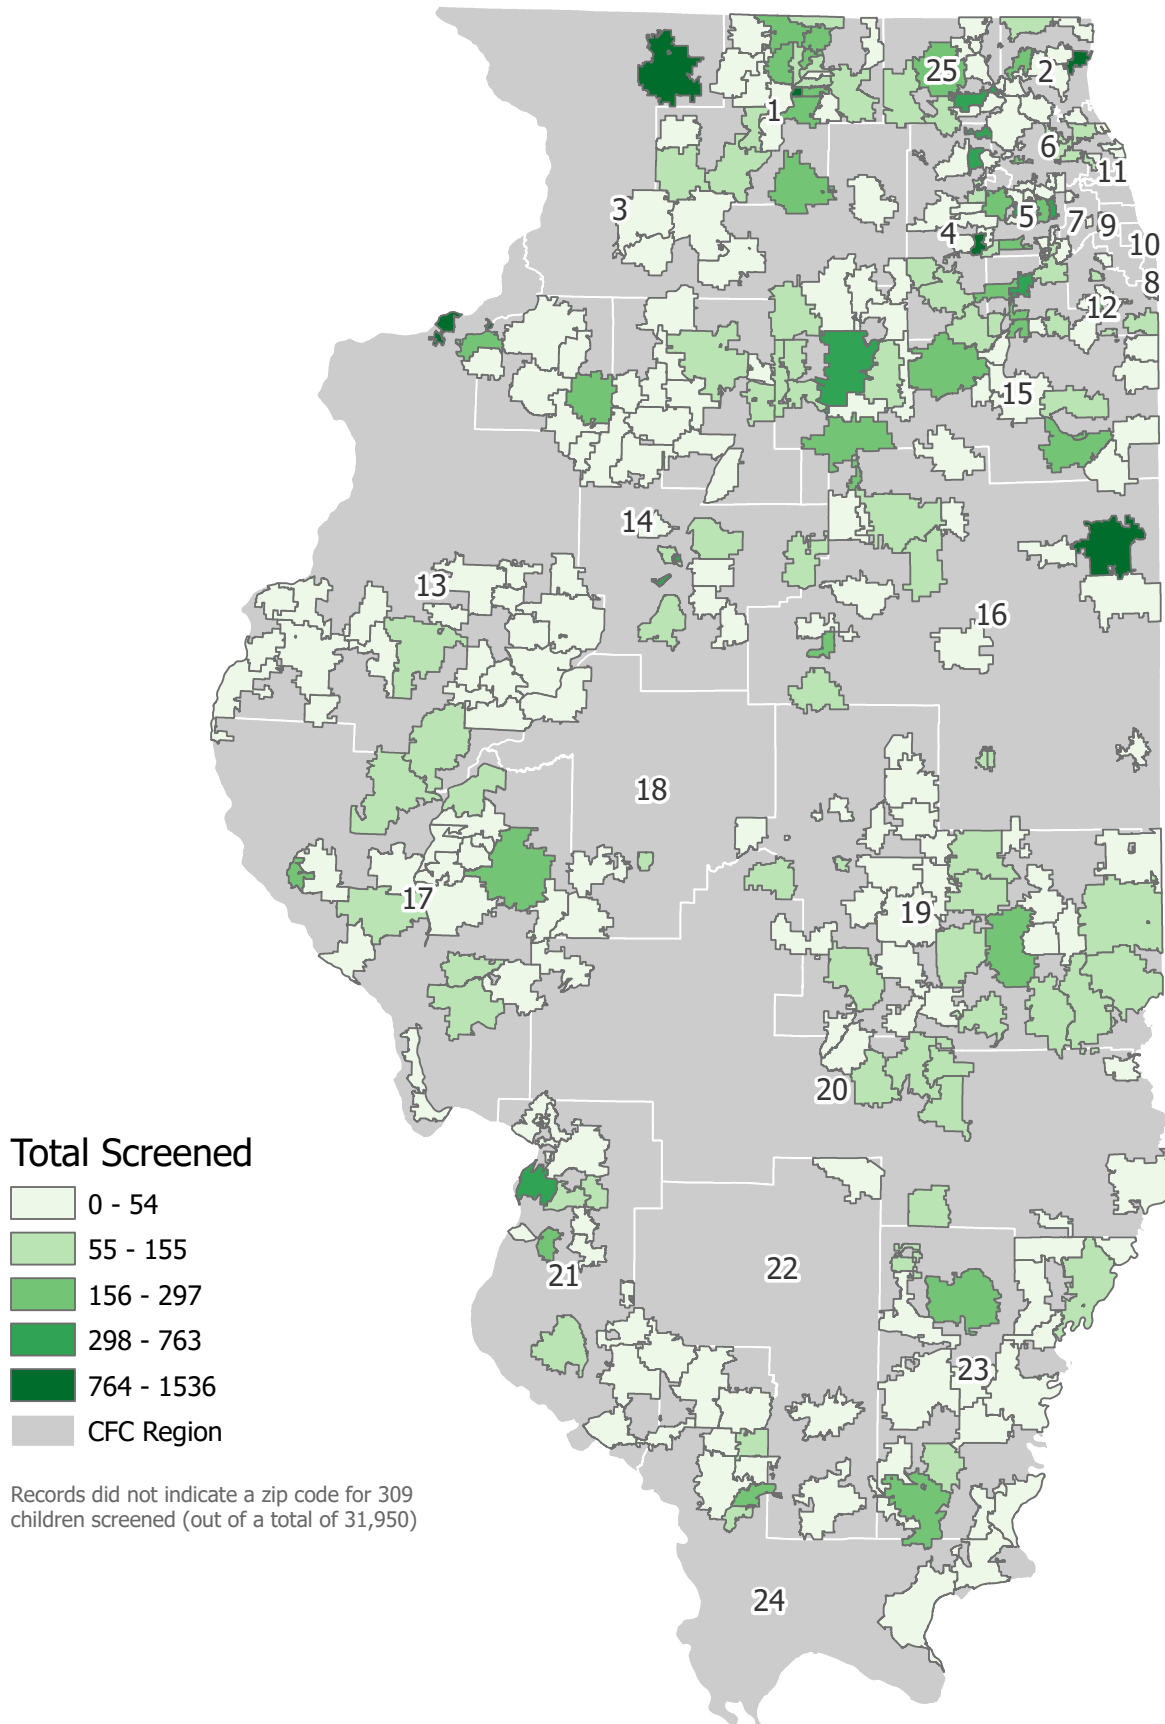 25
2
1
6
11
3
5
7
9
4
10
8
12
15
14
13
16
18
17
19
20
Total Screened
0 - 54
55 - 155
156 - 297
298 - 763
764 - 1536
CFC Region
21
22
23
Records did not indicate a zip code for 309
children screened (out of a total of 31,950)
24